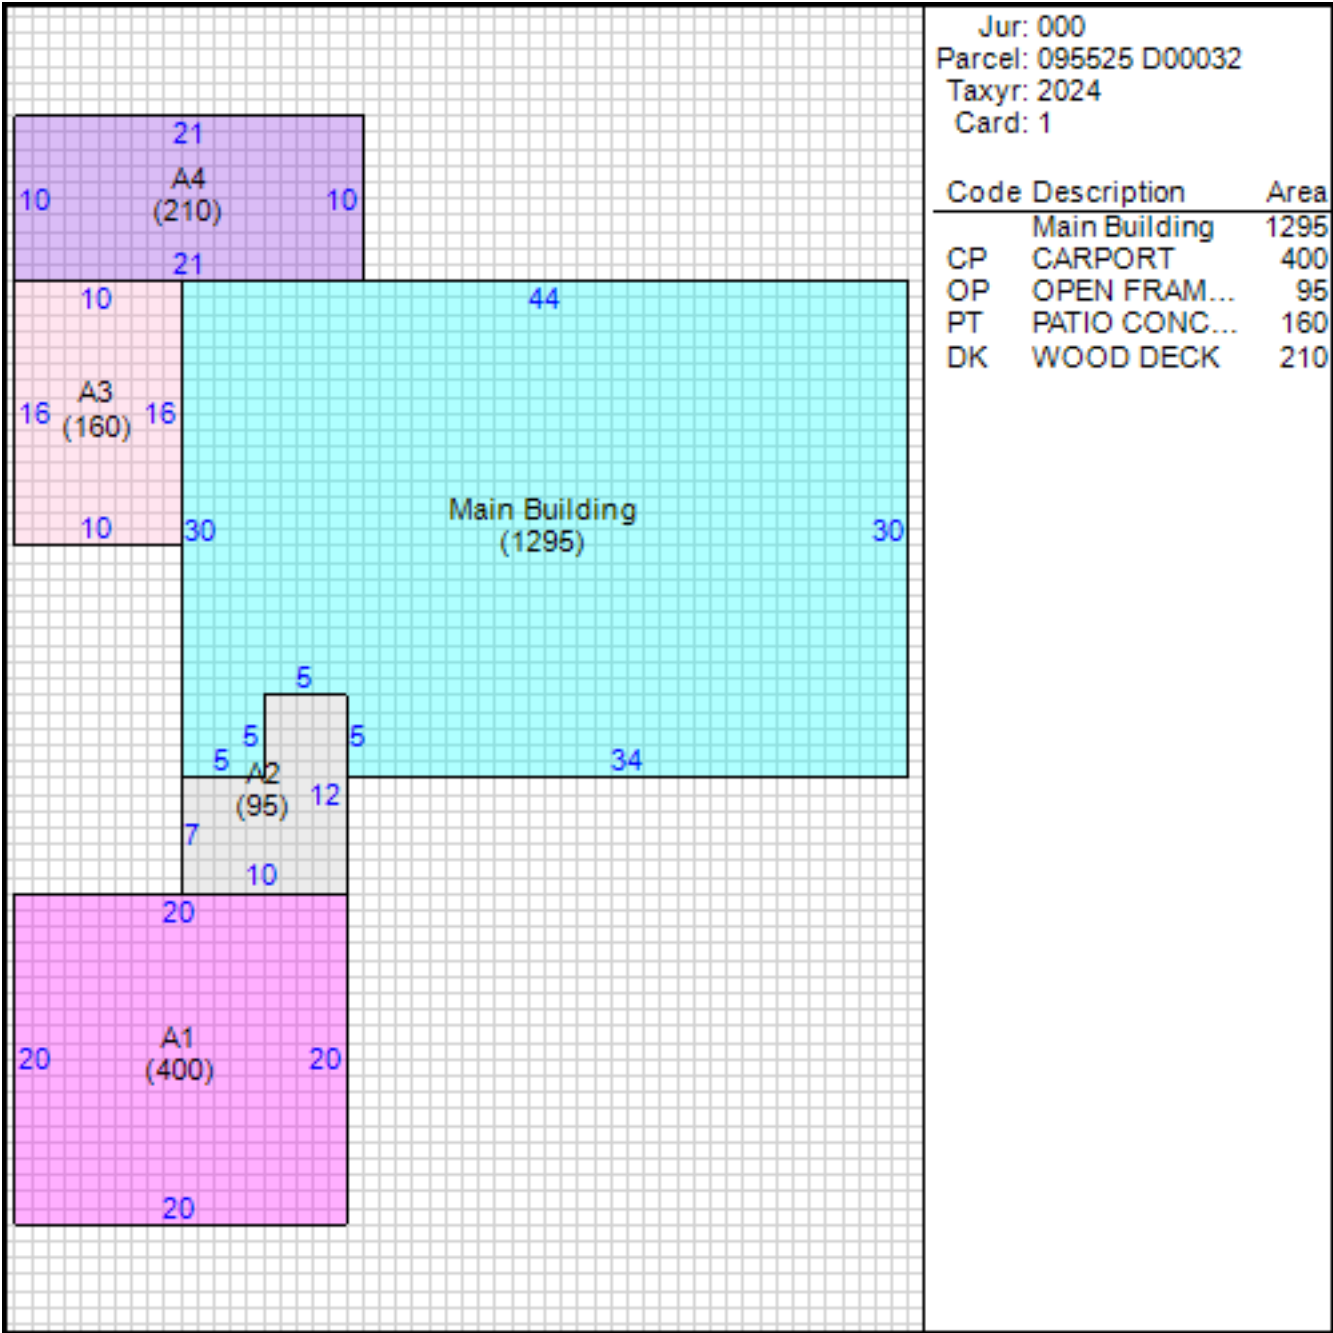 Jur: 000
Parcel: 095525 D00032
Taxyr: 2024
Card: 1
Code Description Area
Main Building 1295
CP CARPORT 400
OP OPEN FRAM... 95
PT PATIO CONC... 160
DK WOOD DECK 210
21
A4
10 (210) 10
21
10
44
A3
16 (160) 16
10
Main Building
(1295)
30
30
5
5
5
5
34
A2
(95)
12
7
10
20
A1
20 (400) 20
20